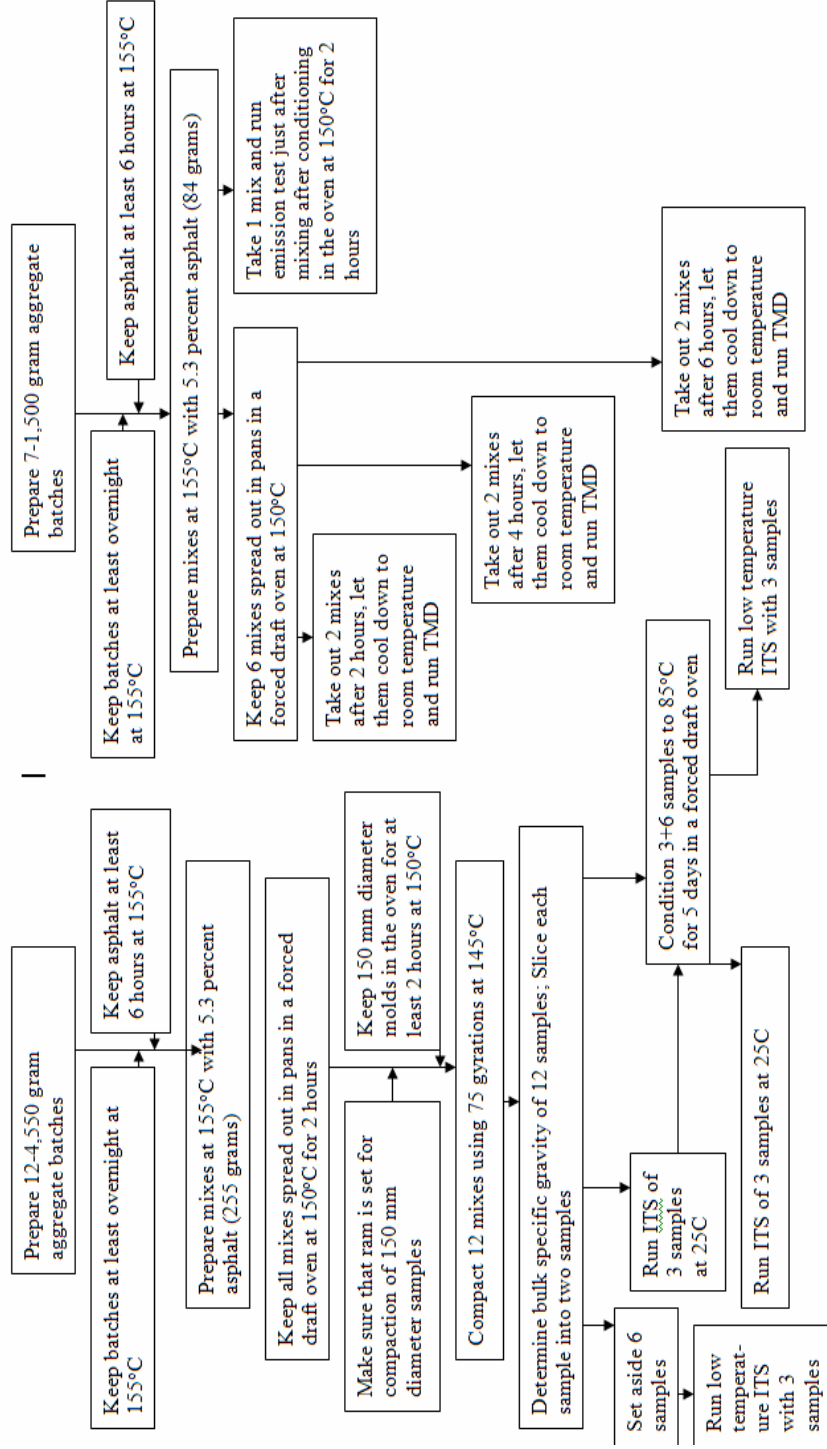 Prepare 12-4,550 gram
aggregate batches
Keep batches at least overnight at
155°C
Keep asphalt at least
6 hours at 155°C
Prepare mixes at 155°C with 5.3 percent
asphalt (255 grams)
Keep all mixes spread out in pans in a forced
draft oven at 150°C for 2 hours
Make sure that ram is set for
compaction of 150 mm
diameter samples
Keep 150 mm diameter
molds in the oven for at
least 2 hours at 150°C
Compact 12 mixes using 75 gyrations at 145°C
Determine bulk specific gravity of 12 samples; Slice each
sample into two samples
Set aside 6
samples
Run low
temperat-
ure ITS
with 3
samples
Run ITS of
3 samples
at 25C
Run ITS of 3 samples at 25C
Condition 3+6 samples to 85°C
for 5 days in a forced draft oven
Run low temperature
ITS with 3 samples
Prepare 7-1,500 gram aggregate
batches
Keep batches at least overnight
at 155°C
Keep asphalt at least 6 hours at 155°C
Prepare mixes at 155°C with 5.3 percent asphalt (84 grams)
Keep 6 mixes spread out in pans in a
forced draft oven at 150°C
Take 1 mix and run
emission test just after
mixing after conditioning
in the oven at 150°C for 2
hours
Take out 2 mixes
after 2 hours, let
them cool down to
room temperature
and run TMD
Take out 2 mixes
after 4 hours, let
them cool down to
room temperature
and run TMD
Take out 2 mixes
after 6 hours, let
them cool down to
room temperature
and run TMD